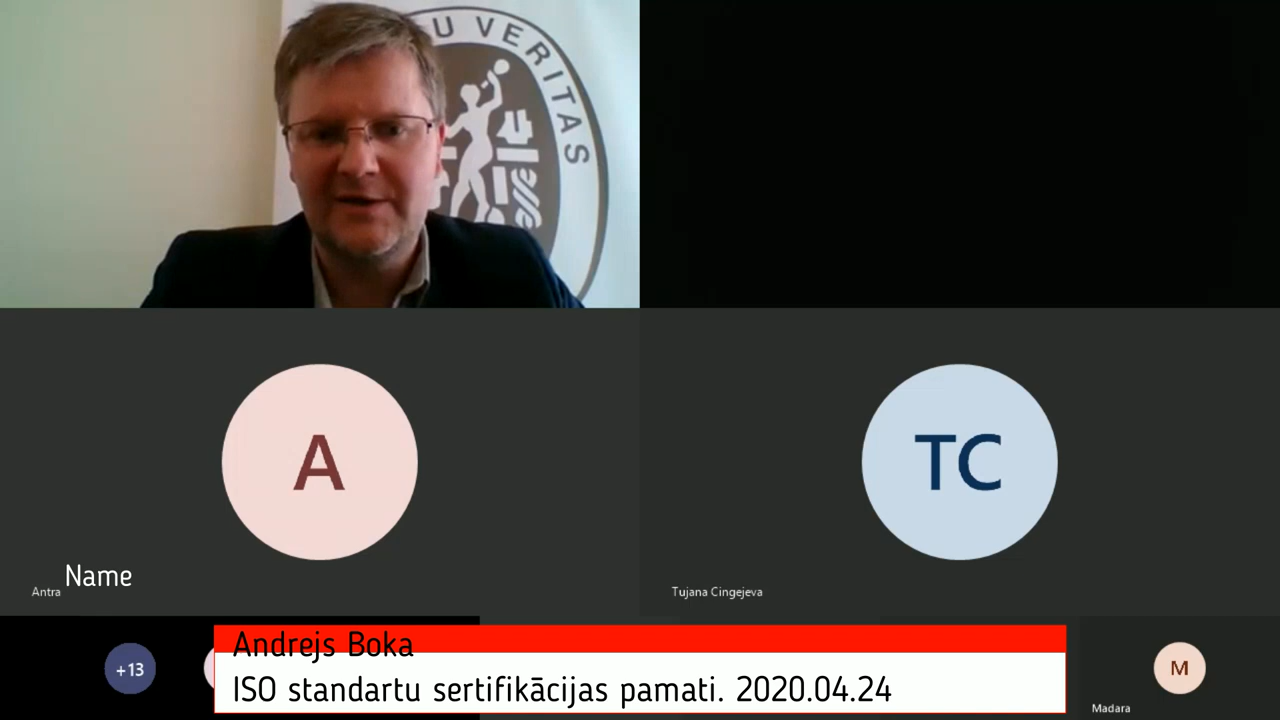 U VERITAS
A
TC
Name
Antra
Tujana Cingejeva
+13
Andrejs Boka
ISO standartu sertifikācijas pamati. 2020.04.24
M
Madara